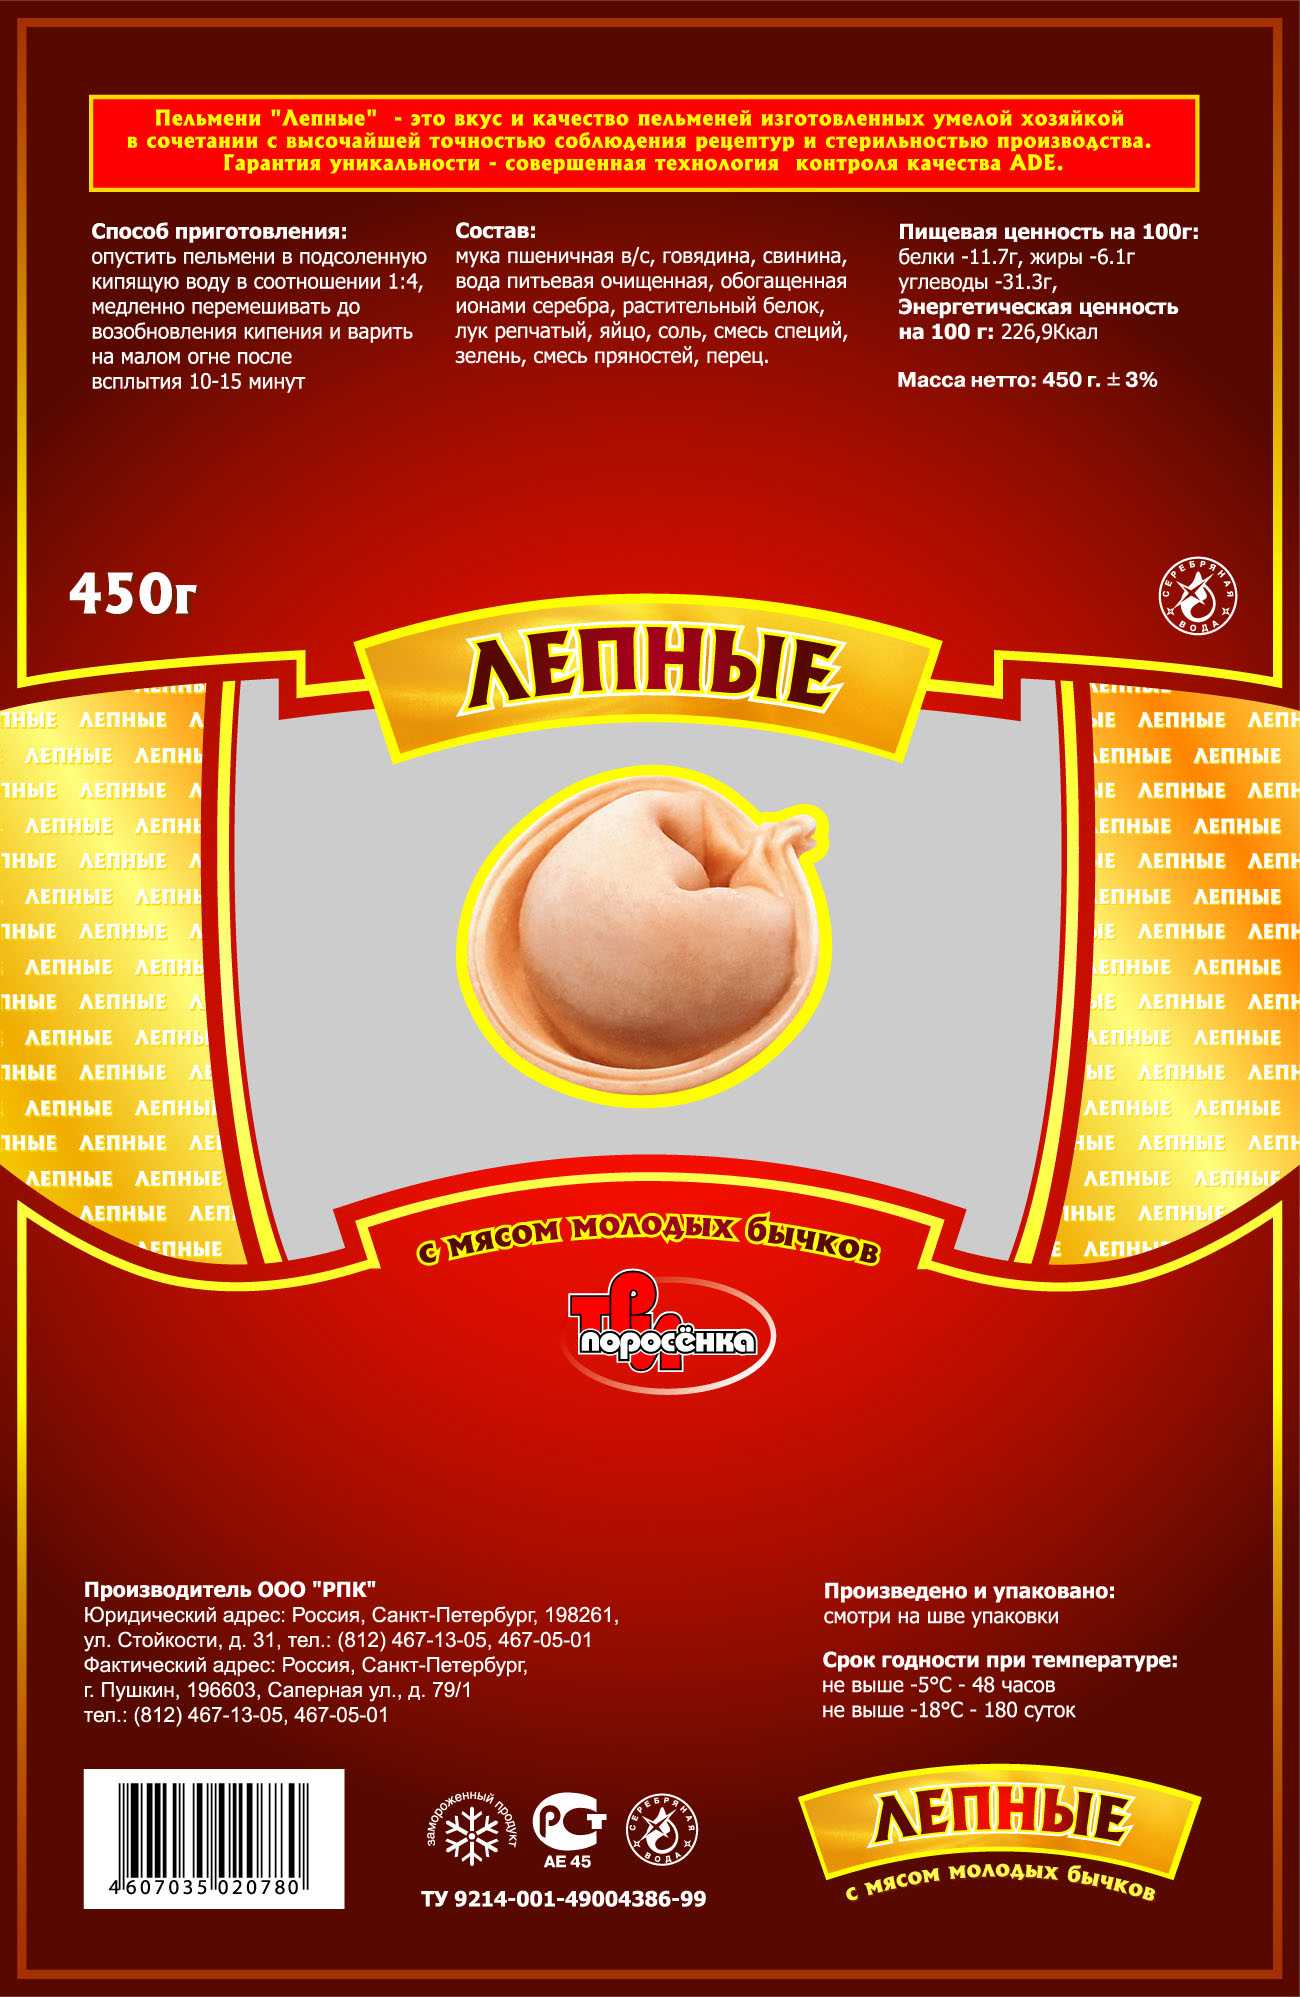 Пельмени "Лепные" - это вкус и качество пельменей изготовленных умелой хозяйкой
в сочетании с высочайшей точностью соблюдения рецептур и стерильностью производства.
Гарантия уникальности - совершенная технология контроля качества ADE.
Способ приготовления:
опустить пельмени в подсоленную
кипящую воду в соотношении 1:4,
медленно перемешивать до
возобновления кипения и варить
на малом огне после
всплытия 10-15 минут
Состав:
мука пшеничная в/с, говядина, свинина,
вода питьевая очищенная, обогащенная
ионами серебра, растительный белок,
лук репчатый, яйцо, соль, смесь специй,
зелень, смесь пряностей, перец.
Пищевая ценность на 100г:
белки -11.7г, жиры -6.1г
углеводы -31.3г,
Энергетическая ценность
на 100 г: 226,9Ккал
Масса нетто: 450 г. ± 3%
450г
СЕРЕБРЯНАЯ
ВОДА
ЛЕПНЫЕ
с мясом молодых бычков
ТРИ
поросёнка
Производитель ООО "РПК"
Юридический адрес: Россия, Санкт-Петербург, 198261,
ул. Стойкости, д. 31, тел.: (812) 467-13-05, 467-05-01
Фактический адрес: Россия, Санкт-Петербург,
г. Пушкин, 196603, Саперная ул., д. 79/1
тел.: (812) 467-13-05, 467-05-01
Произведено и упаковано:
смотри на шве упаковки
Срок годности при температуре:
не выше -5°С - 48 часов
не выше -18°С - 180 суток
4 607035 020780
замороженный продукт
РСТ
АЕ 45
СЕРЕБРЯНАЯ
ВОДА
ТУ 9214-001-49004386-99
ЛЕПНЫЕ
с мясом молодых бычков